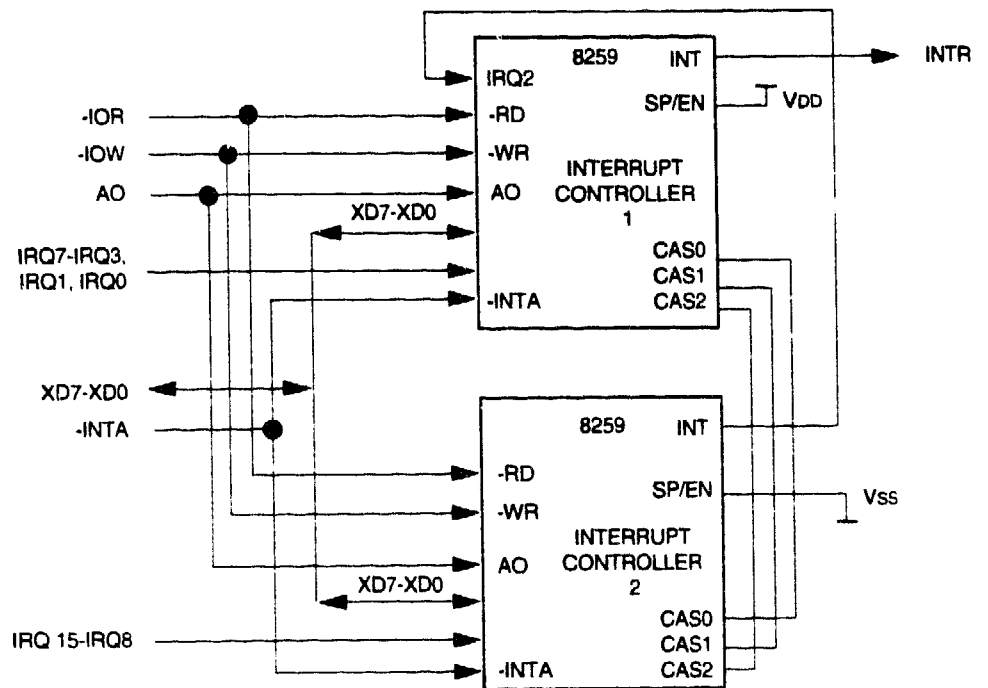 8259
INT
INTR
IRQ2
SP/EN
VDD
-IOR
-RD
-IOW
-WR
INTERRUPT
CONTROLLER
1
AO
AO
XD7-XD0
IRQ7-IRQ3,
IRQ1, IRQ0
CAS0
CAS1
CAS2
-INTA
XD7-XD0
-INTA
8259
INT
-RD
SP/EN
VSS
-WR
INTERRUPT
CONTROLLER
2
AO
XD7-XD0
CAS0
IRQ 15-IRQ8
CAS1
-INTA
CAS2